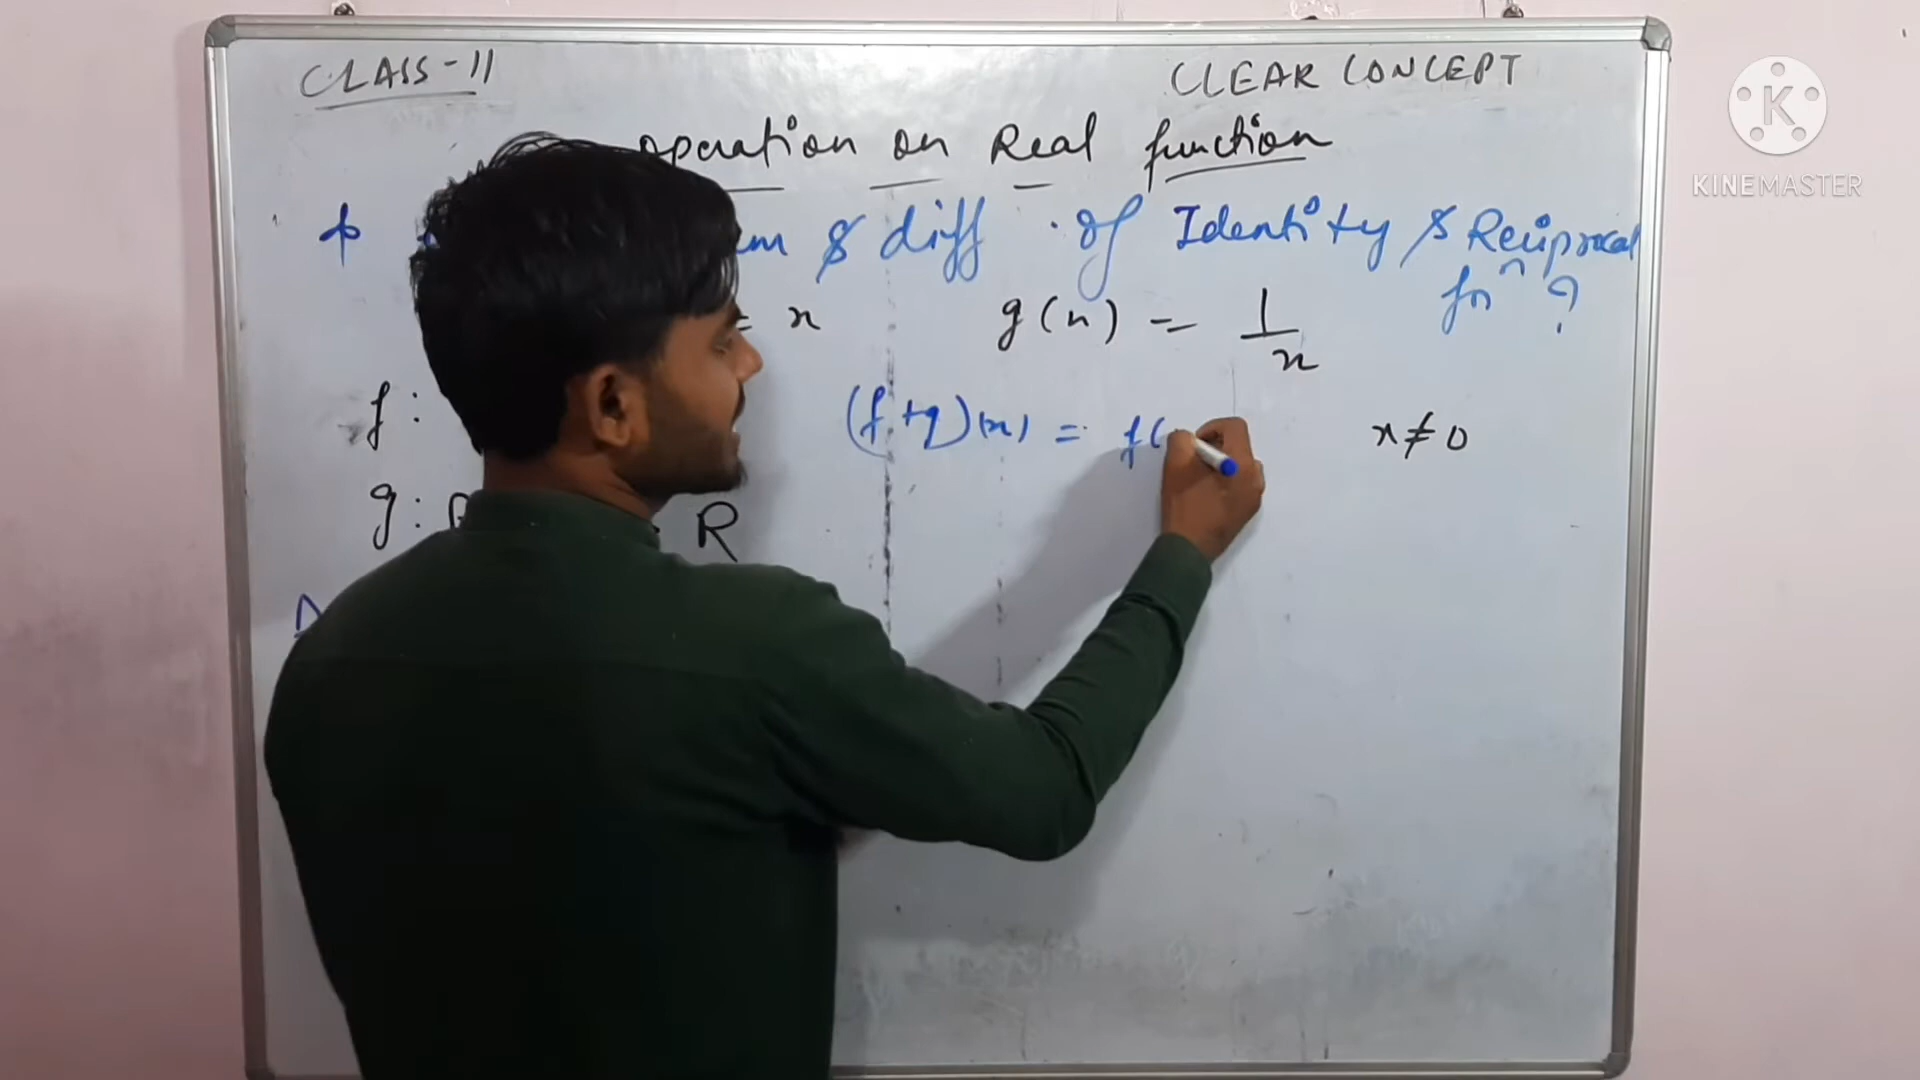 CLASS-11
CLEAR CONCEPT
KINEMASTER
operation on Real function
& diff. of Identity & Reciprocal
fn ?
= x g(x) = 1/x
f :
(f+g)(x) = f(
x ≠ 0
g : R